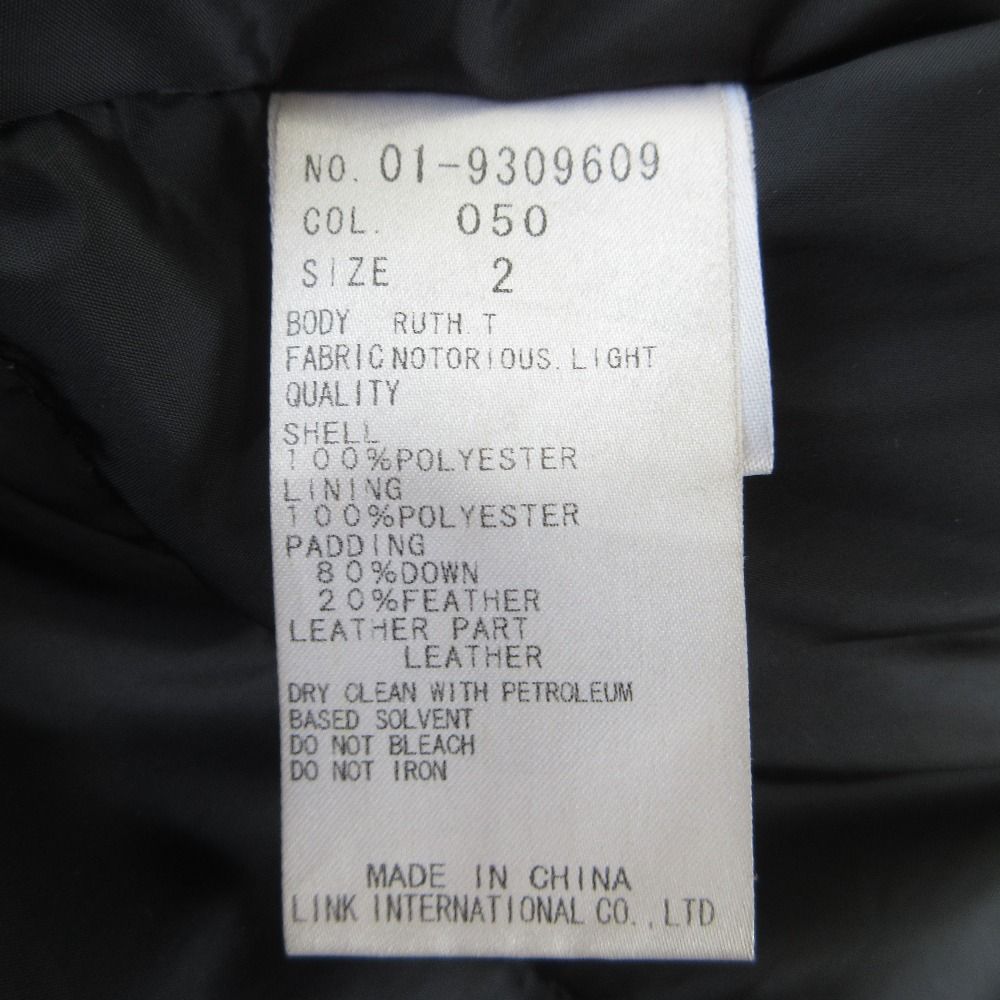 NO. 01-9309609
COL. 050
SIZE 2
BODY RUTH.T
FABRIC NOTORIOUS.LIGHT
QUALITY
SHELL
100%POLYESTER
LINING
100%POLYESTER
PADDING
80%DOWN
20%FEATHER
LEATHER PART
LEATHER
DRY CLEAN WITH PETROLEUM
BASED SOLVENT
DO NOT BLEACH
DO NOT IRON
MADE IN CHINA
LINK INTERNATIONAL CO.,LTD